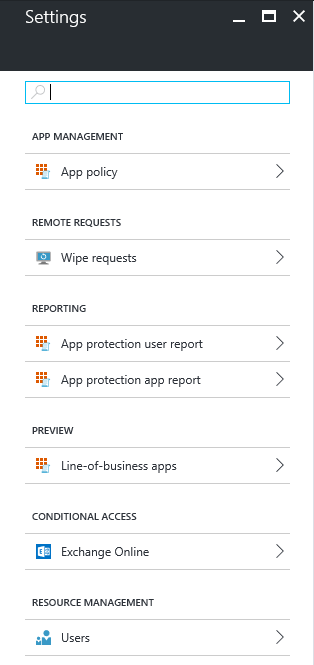 Settings
APP MANAGEMENT
App policy
REMOTE REQUESTS
Wipe requests
REPORTING
App protection user report
App protection app report
PREVIEW
Line-of-business apps
CONDITIONAL ACCESS
Exchange Online
RESOURCE MANAGEMENT
Users